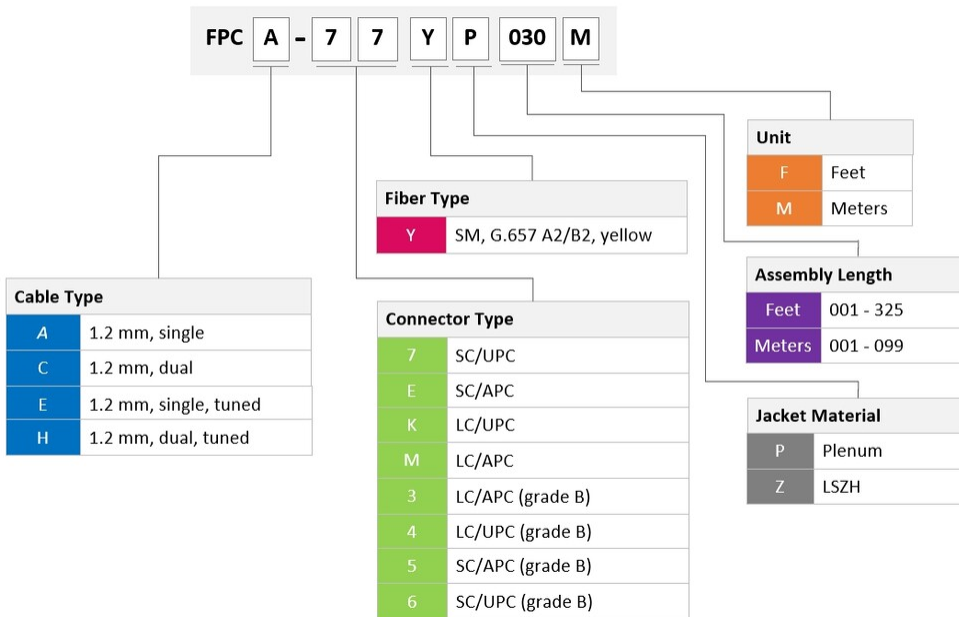 FPC A - 7 7 Y P 030 M
Unit
F Feet
M Meters
Fiber Type
Y SM, G.657 A2/B2, yellow
Assembly Length
Feet 001 - 325
Meters 001 - 099
Cable Type
A 1.2 mm, single
C 1.2 mm, dual
E 1.2 mm, single, tuned
H 1.2 mm, dual, tuned
Connector Type
7 SC/UPC
E SC/APC
K LC/UPC
M LC/APC
3 LC/APC (grade B)
4 LC/UPC (grade B)
5 SC/APC (grade B)
6 SC/UPC (grade B)
Jacket Material
P Plenum
Z LSZH